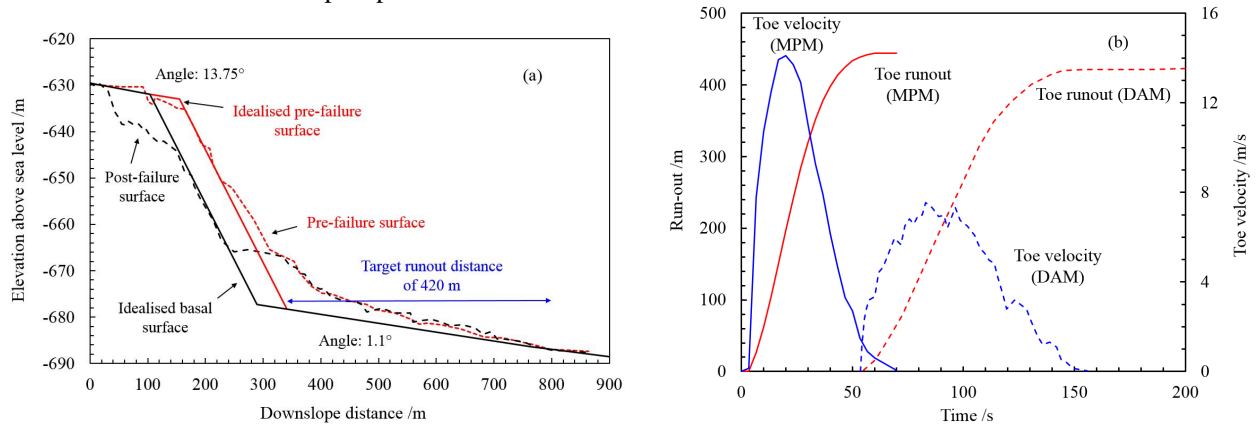 -620
-630
-640
-650
-660
-670
-680
-690
0
100
200
300
400
500
600
700
800
900
Elevation above sea level /m
Downslope distance /m
(a)
Angle: 13.75°
Idealised pre-failure
surface
Post-failure
surface
Pre-failure surface
Target runout distance
of 420 m
Idealised basal
surface
Angle: 1.1°
500
400
300
200
100
0
16
12
8
4
0
0
50
100
150
200
Run-out /m
Toe velocity /m/s
Time /s
(b)
Toe velocity
(MPM)
Toe runout
(MPM)
Toe runout (DAM)
Toe velocity
(DAM)